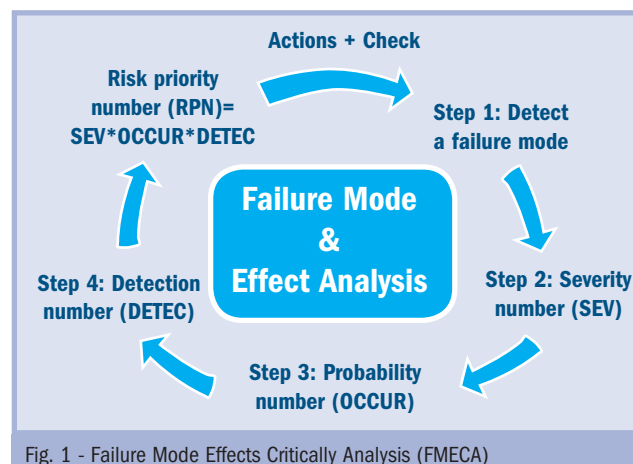 Actions + Check
Risk priority
number (RPN)=
SEV*OCCUR*DETEC
Step 1: Detect
a failure mode
Failure Mode
&
Effect Analysis
Step 2: Severity
number (SEV)
Step 3: Probability
number (OCCUR)
Step 4: Detection
number (DETEC)
Fig. 1 - Failure Mode Effects Critically Analysis (FMECA)